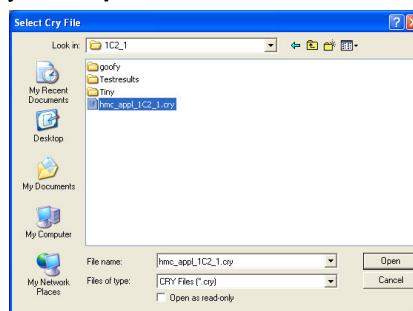 Select Cry File
Look in: 1C2_1
goofy
Testresults
Tiny
hmc_appl_1C2_1.cry
My Recent
Documents
Desktop
My Documents
My Computer
My Network
Places
File name: hmc_appl_1C2_1.cry Open
Files of type: CRY Files (*.cry) Cancel
Open as read-only